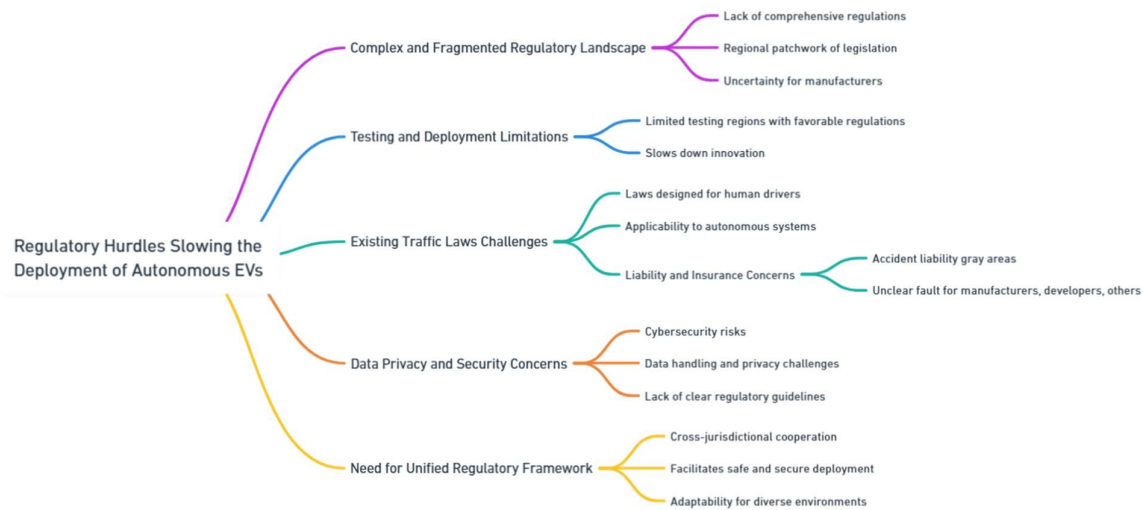 Regulatory Hurdles Slowing the
Deployment of Autonomous EVs
Complex and Fragmented Regulatory Landscape
Lack of comprehensive regulations
Regional patchwork of legislation
Uncertainty for manufacturers
Testing and Deployment Limitations
Limited testing regions with favorable regulations
Slows down innovation
Existing Traffic Laws Challenges
Laws designed for human drivers
Applicability to autonomous systems
Liability and Insurance Concerns
Accident liability gray areas
Unclear fault for manufacturers, developers, others
Data Privacy and Security Concerns
Cybersecurity risks
Data handling and privacy challenges
Lack of clear regulatory guidelines
Need for Unified Regulatory Framework
Cross-jurisdictional cooperation
Facilitates safe and secure deployment
Adaptability for diverse environments